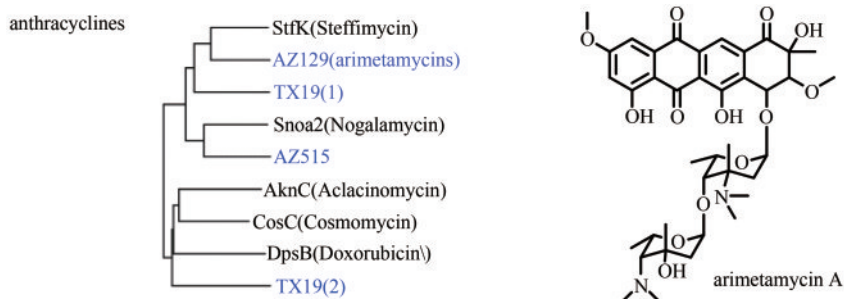 anthracyclines
StfK(Steffimycin)
AZ129(arimetamycins)
TX19(1)
Snoa2(Nogalamycin)
AZ515
AknC(Aclacinomycin)
CosC(Cosmomycin)
DpsB(Doxorubicin\)
TX19(2)
O O O OH
O
O
OH O OH O
O
O
N
O
O
OH
N
arimetamycin A